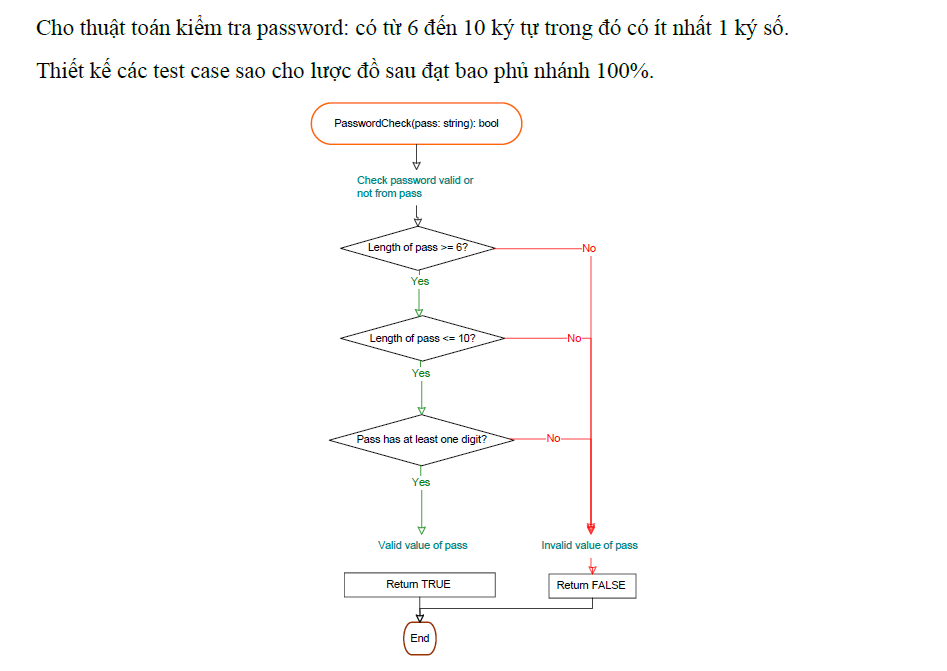 Cho thuật toán kiểm tra password: có từ 6 đến 10 ký tự trong đó có ít nhất 1 ký số.
Thiết kế các test case sao cho lược đồ sau đạt bao phủ nhánh 100%.
PasswordCheck(pass: string): bool
Check password valid or
not from pass
Length of pass >= 6?
No
Yes
Length of pass <= 10?
No
Yes
Pass has at least one digit?
No
Yes
Valid value of pass
Invalid value of pass
Return TRUE
Return FALSE
End